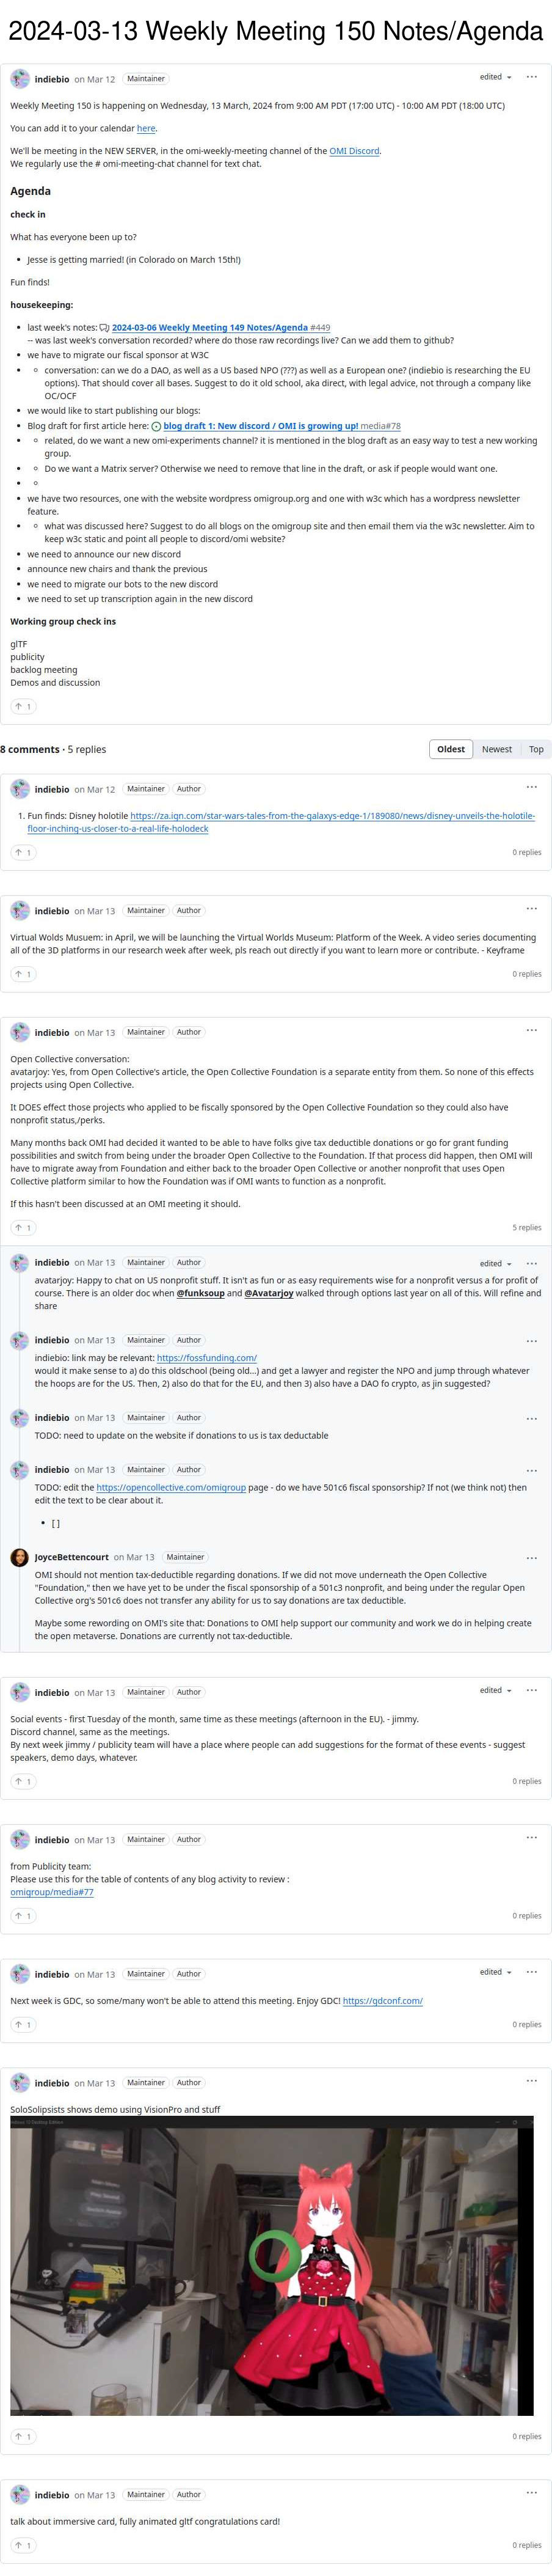 2024-03-13 Weekly Meeting 150 Notes/Agenda
indiebio on Mar 12 Maintainer edited
Weekly Meeting 150 is happening on Wednesday, 13 March, 2024 from 9:00 AM PDT (17:00 UTC) - 10:00 AM PDT (18:00 UTC)
You can add it to your calendar here.
We'll be meeting in the NEW SERVER, in the omi-weekly-meeting channel of the OMI Discord.
We regularly use the # omi-meeting-chat channel for text chat.
Agenda
check in
What has everyone been up to?
Jesse is getting married! (in Colorado on March 15th!)
Fun finds!
housekeeping:
last week's notes: 2024-03-06 Weekly Meeting 149 Notes/Agenda #449
-- was last week's conversation recorded? where do those raw recordings live? Can we add them to github?
we have to migrate our fiscal sponsor at W3C
conversation: can we do a DAO, as well as a US based NPO (???) as well as a European one? (indiebio is researching the EU
options). That should cover all bases. Suggest to do it old school, aka direct, with legal advice, not through a company like
OC/OCF
we would like to start publishing our blogs:
Blog draft for first article here: blog draft 1: New discord / OMI is growing up! media#78
related, do we want a new omi-experiments channel? it is mentioned in the blog draft as an easy way to test a new working
group.
Do we want a Matrix server? Otherwise we need to remove that line in the draft, or ask if people would want one.
we have two resources, one with the website wordpress omigroup.org and one with w3c which has a wordpress newsletter
feature.
what was discussed here? Suggest to do all blogs on the omigroup site and then email them via the w3c newsletter. Aim to
keep w3c static and point all people to discord/omi website?
we need to announce our new discord
announce new chairs and thank the previous
we need to migrate our bots to the new discord
we need to set up transcription again in the new discord
Working group check ins
glTF
publicity
backlog meeting
Demos and discussion
1
8 comments · 5 replies Oldest Newest Top
indiebio on Mar 12 Maintainer Author
1. Fun finds: Disney holotile https://za.ign.com/star-wars-tales-from-the-galaxys-edge-1/189080/news/disney-unveils-the-holotile-
floor-inching-us-closer-to-a-real-life-holodeck
1 0 replies
indiebio on Mar 13 Maintainer Author
Virtual Wolds Musuem: in April, we will be launching the Virtual Worlds Museum: Platform of the Week. A video series documenting
all of the 3D platforms in our research week after week, pls reach out directly if you want to learn more or contribute. - Keyframe
1 0 replies
indiebio on Mar 13 Maintainer Author
Open Collective conversation:
avatarjoy: Yes, from Open Collective's article, the Open Collective Foundation is a separate entity from them. So none of this effects
projects using Open Collective.
It DOES effect those projects who applied to be fiscally sponsored by the Open Collective Foundation so they could also have
nonprofit status,/perks.
Many months back OMI had decided it wanted to be able to have folks give tax deductible donations or go for grant funding
possibilities and switch from being under the broader Open Collective to the Foundation. If that process did happen, then OMI will
have to migrate away from Foundation and either back to the broader Open Collective or another nonprofit that uses Open
Collective platform similar to how the Foundation was if OMI wants to function as a nonprofit.
If this hasn't been discussed at an OMI meeting it should.
1 5 replies
indiebio on Mar 13 Maintainer Author edited
avatarjoy: Happy to chat on US nonprofit stuff. It isn't as fun or as easy requirements wise for a nonprofit versus a for profit of
course. There is an older doc when @funksoup and @Avatarjoy walked through options last year on all of this. Will refine and
share
indiebio on Mar 13 Maintainer Author
indiebio: link may be relevant: https://fossfunding.com/
would it make sense to a) do this oldschool (being old...) and get a lawyer and register the NPO and jump through whatever
the hoops are for the US. Then, 2) also do that for the EU, and then 3) also have a DAO fo crypto, as jin suggested?
indiebio on Mar 13 Maintainer Author
TODO: need to update on the website if donations to us is tax deductable
indiebio on Mar 13 Maintainer Author
TODO: edit the https://opencollective.com/omigroup page - do we have 501c6 fiscal sponsorship? If not (we think not) then
edit the text to be clear about it.
[ ]
JoyceBettencourt on Mar 13 Maintainer
OMI should not mention tax-deductible regarding donations. If we did not move underneath the Open Collective
"Foundation," then we have yet to be under the fiscal sponsorship of a 501c3 nonprofit, and being under the regular Open
Collective org's 501c6 does not transfer any ability for us to say donations are tax deductible.
Maybe some rewording on OMI's site that: Donations to OMI help support our community and work we do in helping create
the open metaverse. Donations are currently not tax-deductible.
indiebio on Mar 13 Maintainer Author edited
Social events - first Tuesday of the month, same time as these meetings (afternoon in the EU). - jimmy.
Discord channel, same as the meetings.
By next week jimmy / publicity team will have a place where people can add suggestions for the format of these events - suggest
speakers, demo days, whatever.
1 0 replies
indiebio on Mar 13 Maintainer Author
from Publicity team:
Please use this for the table of contents of any blog activity to review :
omigroup/media#77
1 0 replies
indiebio on Mar 13 Maintainer Author edited
Next week is GDC, so some/many won't be able to attend this meeting. Enjoy GDC! https://gdconf.com/
1 0 replies
indiebio on Mar 13 Maintainer Author
SoloSolipsists shows demo using VisionPro and stuff
1 0 replies
indiebio on Mar 13 Maintainer Author
talk about immersive card, fully animated gltf congratulations card!
1 0 replies